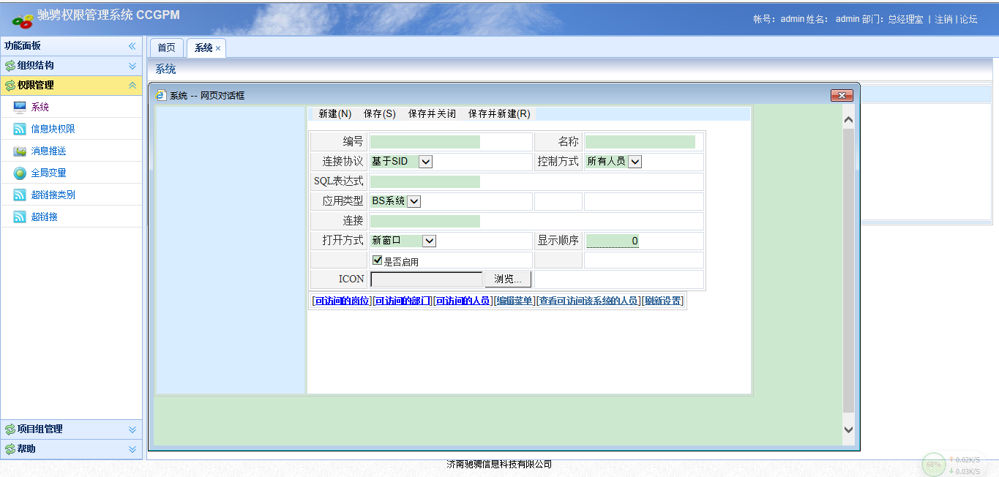 驰骋权限管理系统 CCGPM
帐号： admin 姓名： admin 部门：总经理室 | 注销 | 论坛
功能面板
组织结构
权限管理
系统
信息块权限
消息推送
全局变量
超链接类别
超链接
项目组管理
帮助
首页 系统 ×
系统
系统 -- 网页对话框
新建(N) 保存(S) 保存并关闭 保存并新建(R)
编号 名称
连接协议 基于SID 控制方式 所有人员
SQL表达式
应用类型 BS系统
连接
打开方式 新窗口 显示顺序 0
是否启用
ICON 浏览...
[可访问的岗位][可访问的部门][可访问的人员][编辑菜单][查看可访问该系统的人员][刷新设置]
济南驰骋信息科技有限公司
68% ↑ 0.02K/S
↓ 0.03K/S